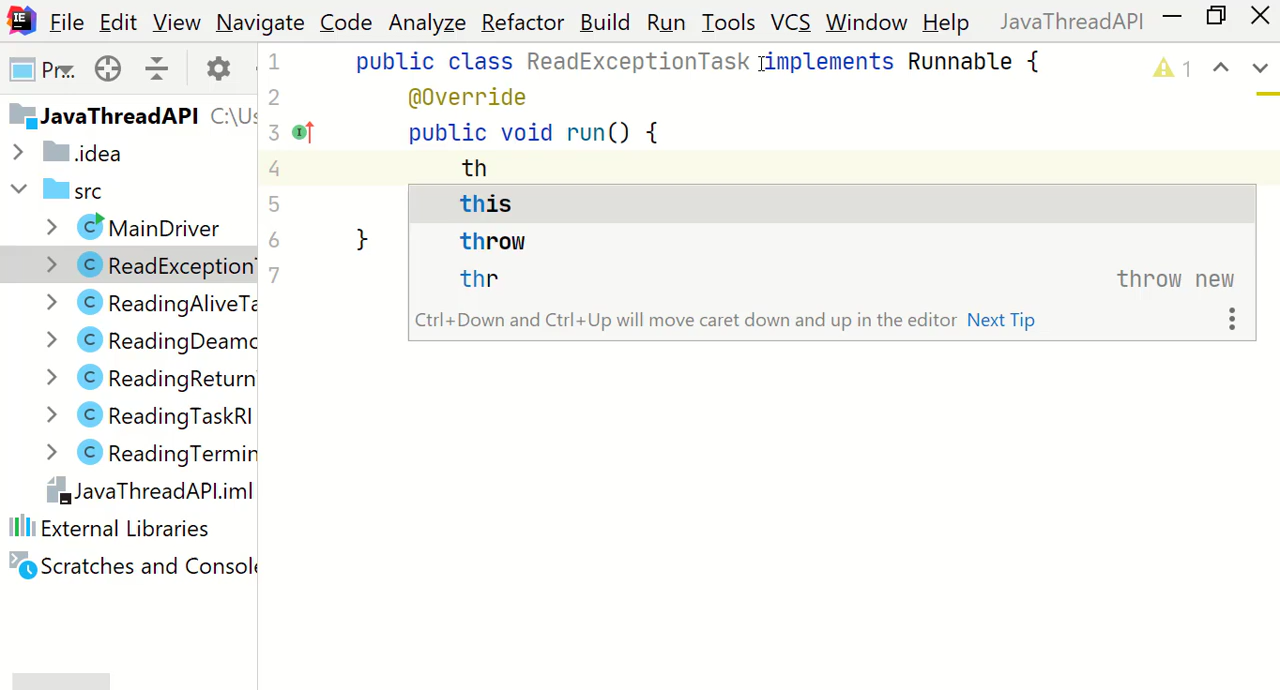 File Edit View Navigate Code Analyze Refactor Build Run Tools VCS Window Help JavaThreadAPI
Pr...
JavaThreadAPI C:\Us
.idea
src
MainDriver
ReadException
ReadingAliveTa
ReadingDeamo
ReadingReturn
ReadingTaskRI
ReadingTermin
JavaThreadAPI.iml
External Libraries
Scratches and Console
1 public class ReadExceptionTask implements Runnable {
2 @Override
3 public void run() {
4 th
5
6 }
7
1
this
throw
thr throw new
Ctrl+Down and Ctrl+Up will move caret down and up in the editor Next Tip